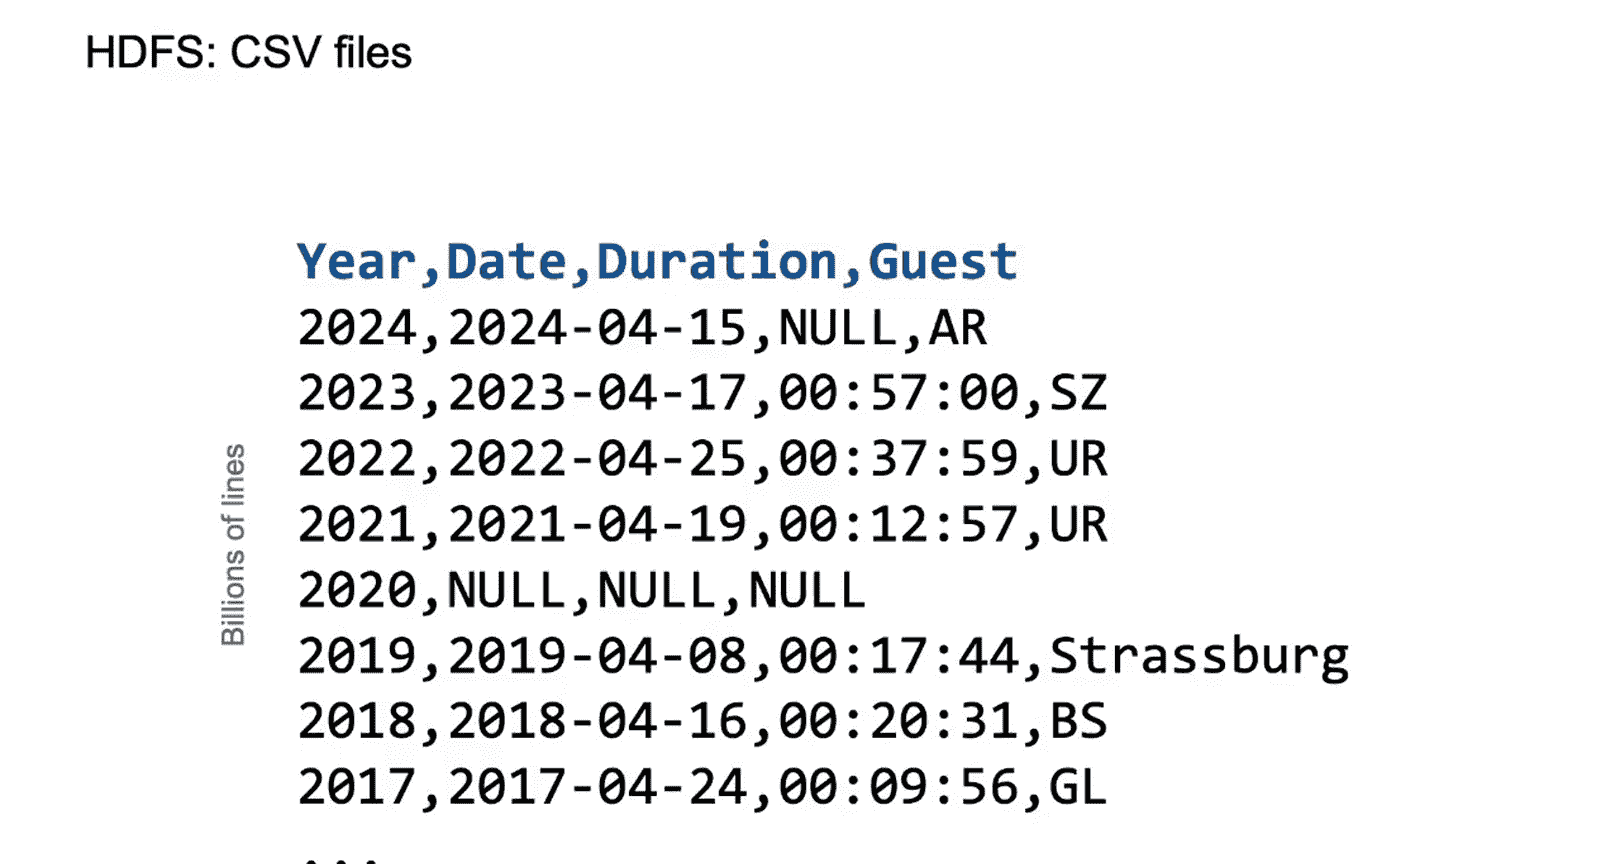 HDFS: CSV files
Year,Date,Duration,Guest
2024,2024-04-15,NULL,AR
2023,2023-04-17,00:57:00,SZ
2022,2022-04-25,00:37:59,UR
2021,2021-04-19,00:12:57,UR
2020,NULL,NULL,NULL
2019,2019-04-08,00:17:44,Strassburg
2018,2018-04-16,00:20:31,BS
2017,2017-04-24,00:09:56,GL
...
Billions of lines